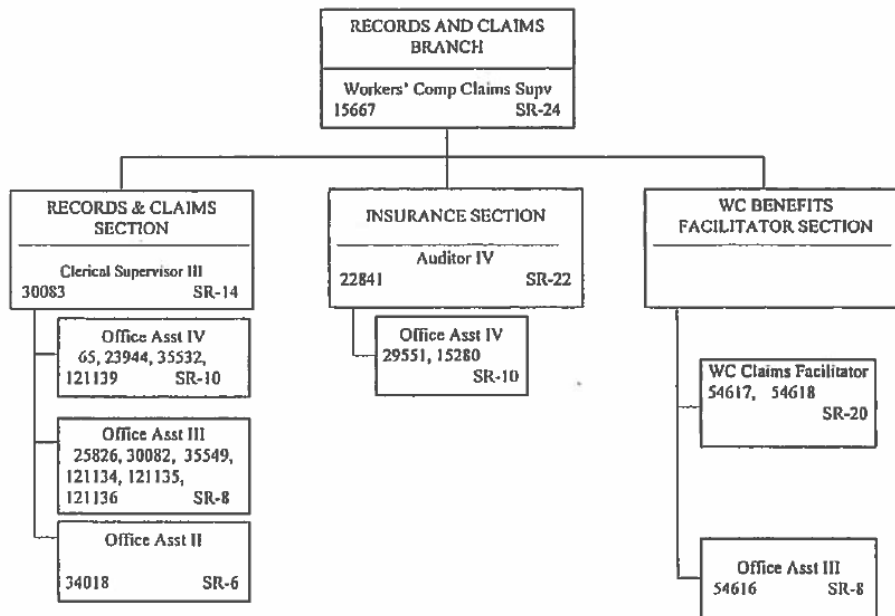 RECORDS AND CLAIMS
BRANCH
Workers' Comp Claims Supv
15667 SR-24
RECORDS & CLAIMS
SECTION
Clerical Supervisor III
30083 SR-14
Office Asst IV
65, 23944, 35532,
121139 SR-10
Office Asst III
25826, 30082, 35549,
121134, 121135,
121136 SR-8
Office Asst II
34018 SR-6
INSURANCE SECTION
Auditor IV
22841 SR-22
Office Asst IV
29551, 15280
SR-10
WC BENEFITS
FACILITATOR SECTION
WC Claims Facilitator
54617, 54618
SR-20
Office Asst III
54616 SR-8